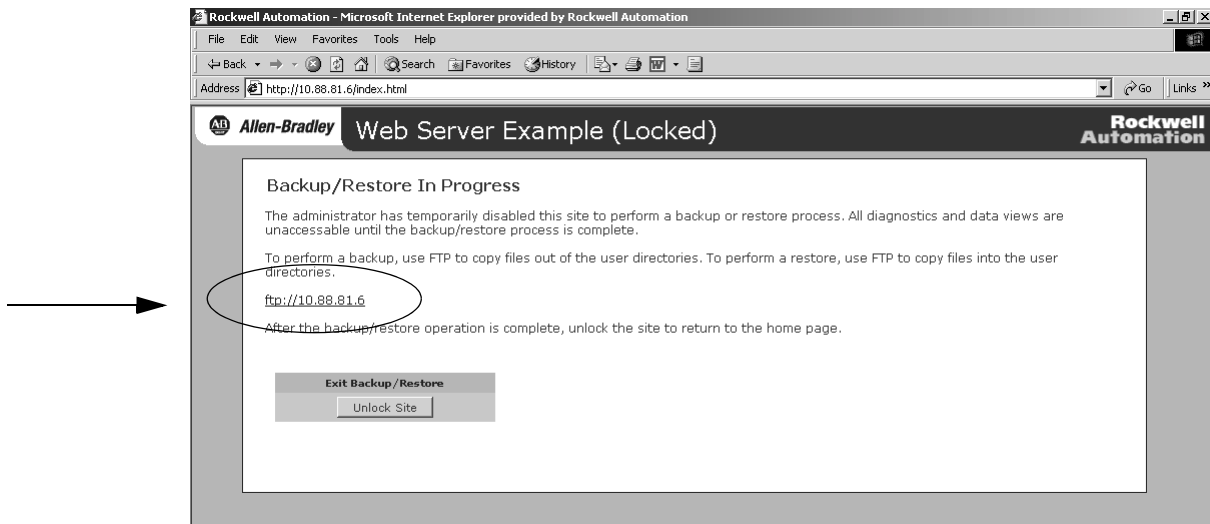 Rockwell Automation - Microsoft Internet Explorer provided by Rockwell Automation
File Edit View Favorites Tools Help
Back Search Favorites History
Address http://10.88.81.6/index.html Go Links »
AB Allen-Bradley Web Server Example (Locked) Rockwell
Automation
Backup/Restore In Progress
The administrator has temporarily disabled this site to perform a backup or restore process. All diagnostics and data views are
unaccessable until the backup/restore process is complete.
To perform a backup, use FTP to copy files out of the user directories. To perform a restore, use FTP to copy files into the user
directories.
ftp://10.88.81.6
After the backup/restore operation is complete, unlock the site to return to the home page.
Exit Backup/Restore
Unlock Site